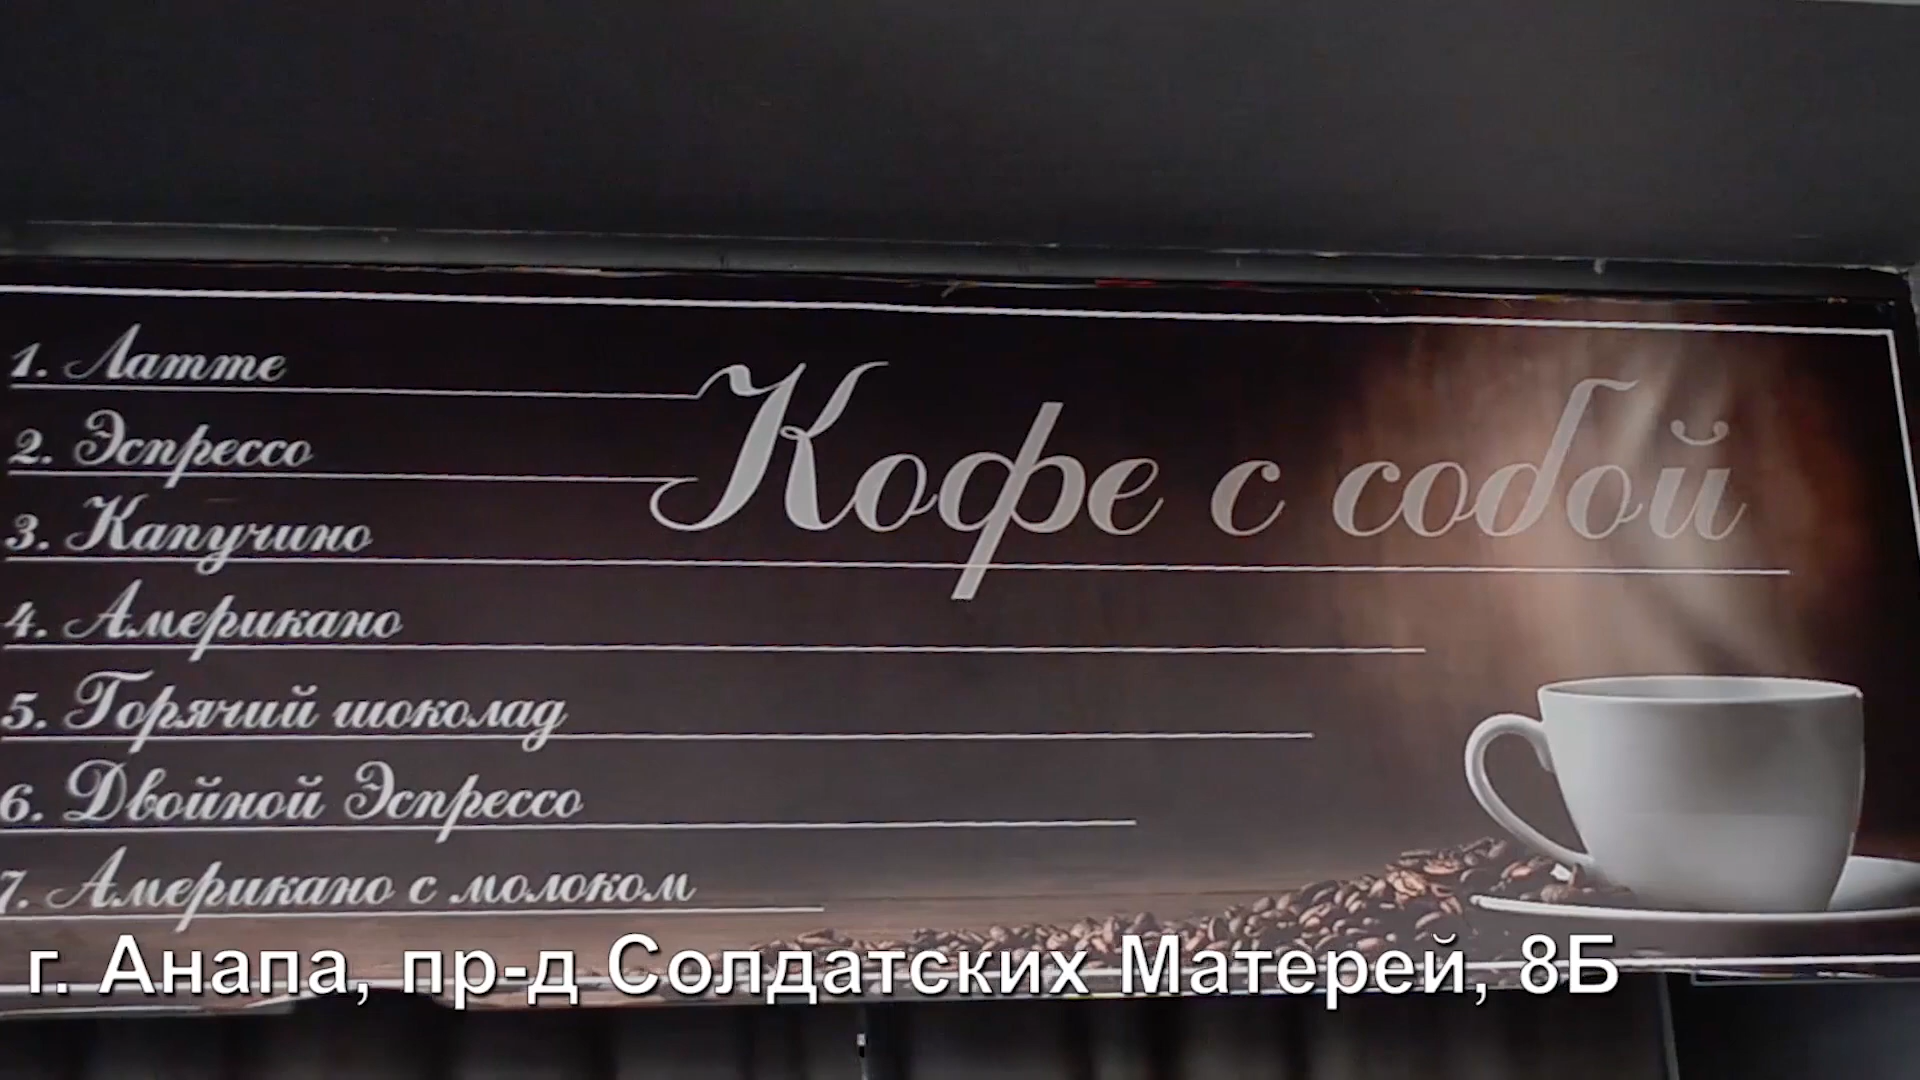 1. Латте
2. Эспрессо
3. Капучино
4. Американо
5. Горячий шоколад
6. Двойной Эспрессо
7. Американо с молоком
Кофе с собой
г. Анапа, пр-д Солдатских Матерей, 8Б